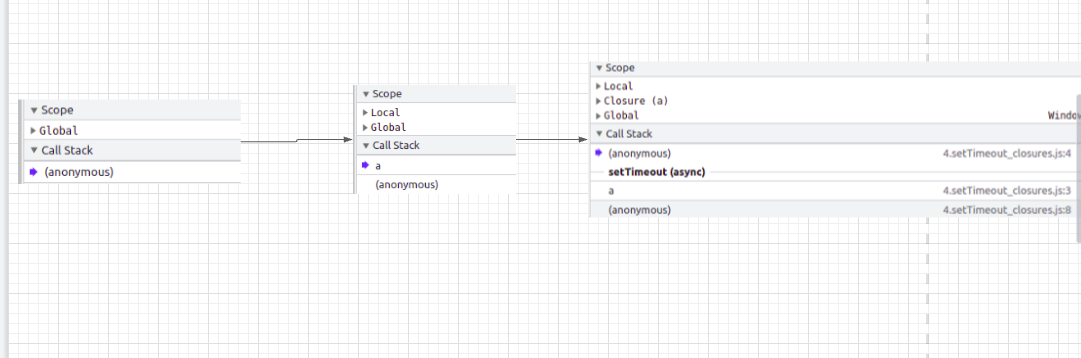 Scope
Global
Call Stack
(anonymous)
Scope
Local
Global
Call Stack
a
(anonymous)
Scope
Local
Closure (a)
Global Window
Call Stack
(anonymous) 4.setTimeout_closures.js:4
setTimeout (async)
a 4.setTimeout_closures.js:3
(anonymous) 4.setTimeout_closures.js:8